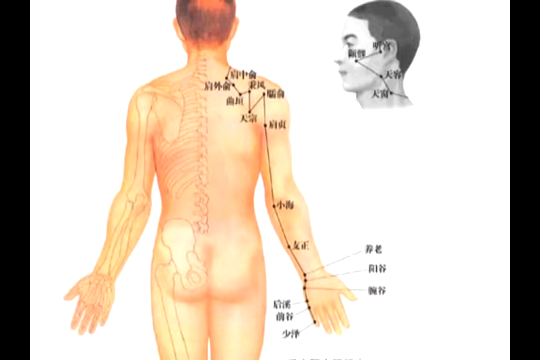 听宫
颧髎
天容
天窗
肩中俞
肩外俞
秉风
曲垣
臑俞
天宗
肩贞
小海
支正
养老
阳谷
腕谷
后溪
前谷
少泽